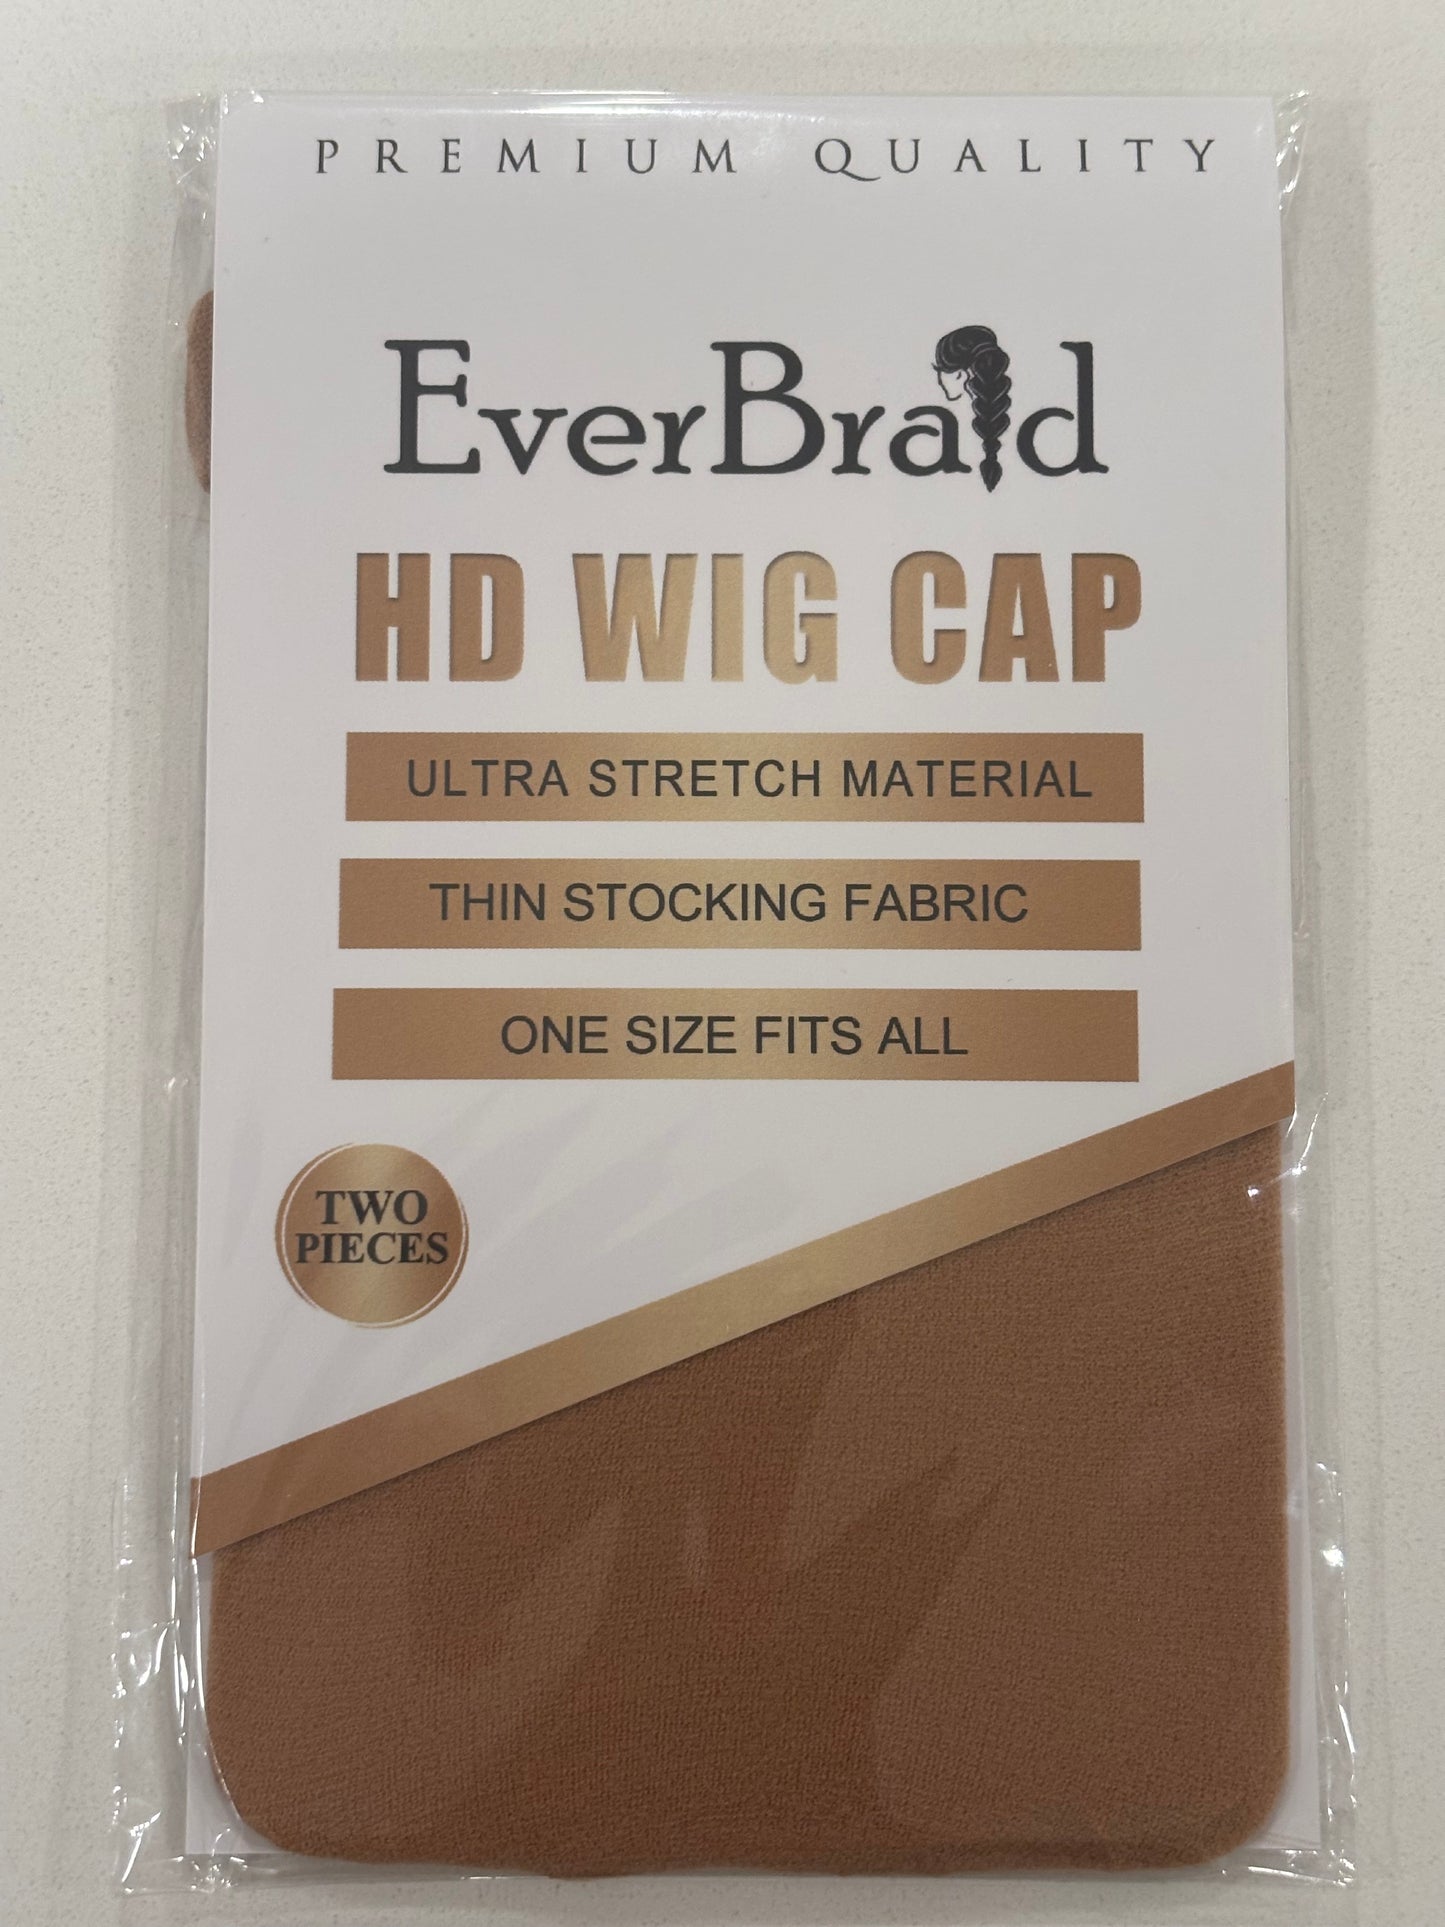 PREMIUM QUALITY
EverBraid
HD WIG CAP
ULTRA STRETCH MATERIAL
THIN STOCKING FABRIC
ONE SIZE FITS ALL
TWO
PIECES